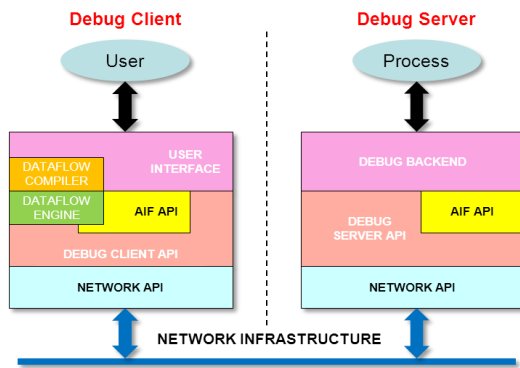 Debug Client
Debug Server
User
Process
USER
INTERFACE
DATAFLOW
COMPILER
DATAFLOW
ENGINE
AIF API
DEBUG CLIENT API
NETWORK API
DEBUG BACKEND
AIF API
DEBUG
SERVER API
NETWORK API
NETWORK INFRASTRUCTURE